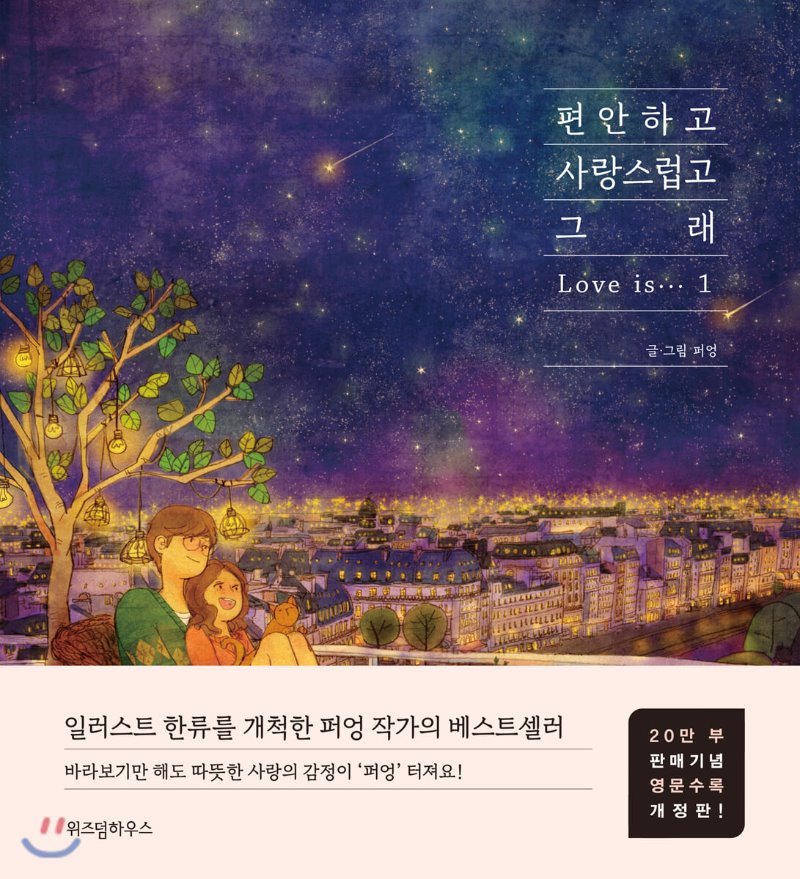 편안하고
사랑스럽고
그래
Love is··· 1
글·그림 퍼엉
일러스트 한류를 개척한 퍼엉 작가의 베스트셀러
바라보기만 해도 따뜻한 사랑의 감정이 ‘퍼엉’ 터져요!
20만 부
판매기념
영문수록
개정판!
위즈덤하우스